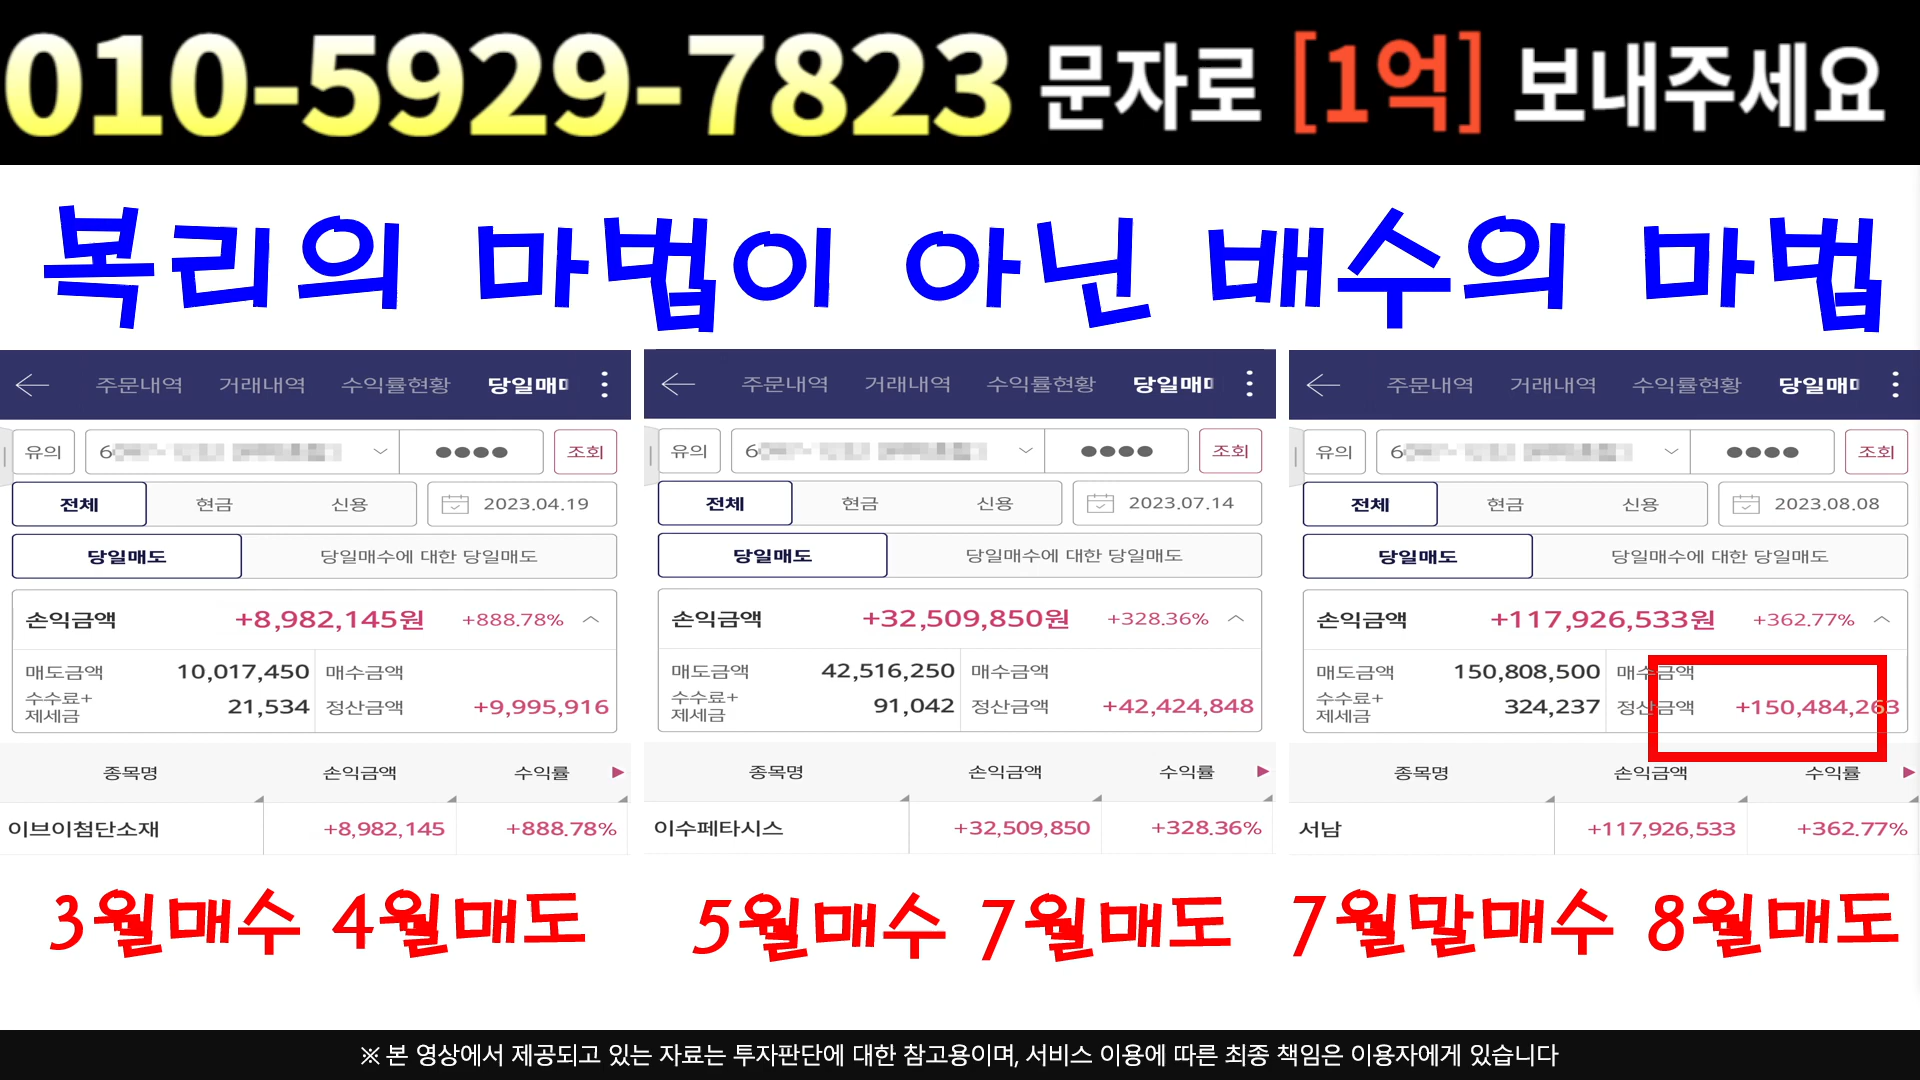 010-5929-7823 문자로 [1억] 보내주세요
복리의 마법이 아닌 배수의 마법
주문내역 거래내역 수익률현황 당일매
유의 6 ●●●● 조회
전체 현금 신용 2023.04.19
당일매도 당일매수에 대한 당일매도
손익금액 +8,982,145원 +888.78%
매도금액 10,017,450 매수금액
수수료+
제세금 21,534 정산금액 +9,995,916
종목명 손익금액 수익률
이브이첨단소재 +8,982,145 +888.78%
3월매수 4월매도
주문내역 거래내역 수익률현황 당일매
유의 6 ●●●● 조회
전체 현금 신용 2023.07.14
당일매도 당일매수에 대한 당일매도
손익금액 +32,509,850원 +328.36%
매도금액 42,516,250 매수금액
수수료+
제세금 91,042 정산금액 +42,424,848
종목명 손익금액 수익률
이수페타시스 +32,509,850 +328.36%
5월매수 7월매도
주문내역 거래내역 수익률현황 당일매
유의 6 ●●●● 조회
전체 현금 신용 2023.08.08
당일매도 당일매수에 대한 당일매도
손익금액 +117,926,533원 +362.77%
매도금액 150,808,500 매수금액
수수료+
제세금 324,237 정산금액 +150,484,263
종목명 손익금액 수익률
서남 +117,926,533 +362.77%
7월말매수 8월매도
※ 본 영상에서 제공되고 있는 자료는 투자판단에 대한 참고용이며, 서비스 이용에 따른 최종 책임은 이용자에게 있습니다